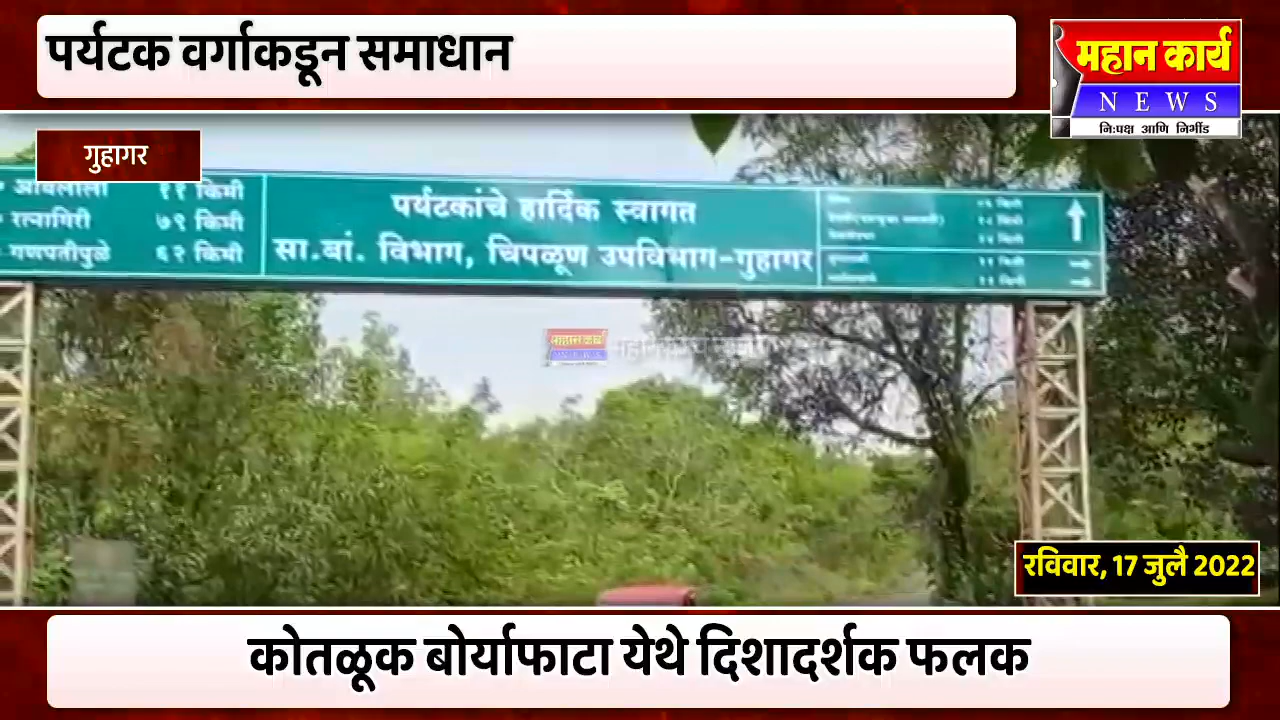 पर्यटक वर्गाकडून समाधान
महान कार्य
NEWS
निःपक्ष आणि निर्भीड
गुहागर
११ किमी
रत्नागिरी ७९ किमी
गणपतीपुळे ६२ किमी
पर्यटकांचे हार्दिक स्वागत
सा.बां. विभाग, चिपळूण उपविभाग-गुहागर
रविवार, 17 जुलै 2022
कोतळूक बोर्याफाटा येथे दिशादर्शक फलक